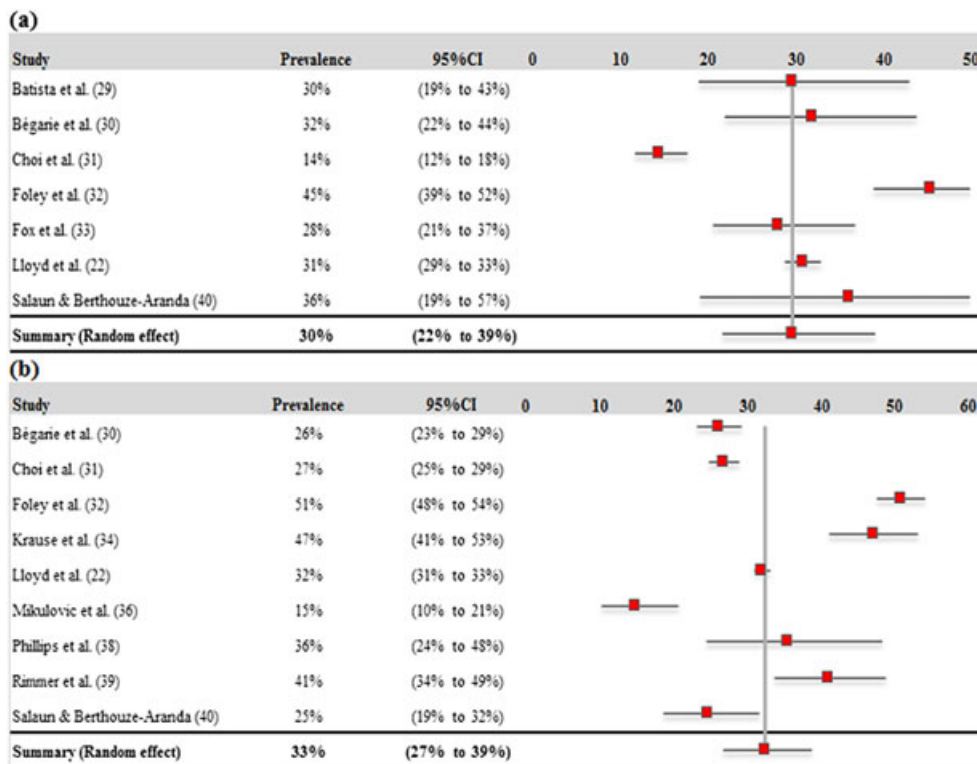 (a)
Study Prevalence 95%CI 0 10 20 30 40 50
Batista et al. (29) 30% (19% to 43%)
Bègarie et al. (30) 32% (22% to 44%)
Choi et al. (31) 14% (12% to 18%)
Foley et al. (32) 45% (39% to 52%)
Fox et al. (33) 28% (21% to 37%)
Lloyd et al. (22) 31% (29% to 33%)
Salaun & Berthouze-Aranda (40) 36% (19% to 57%)
Summary (Random effect) 30% (22% to 39%)
(b)
Study Prevalence 95%CI 0 10 20 30 40 50 60
Bègarie et al. (30) 26% (23% to 29%)
Choi et al. (31) 27% (25% to 29%)
Foley et al. (32) 51% (48% to 54%)
Krause et al. (34) 47% (41% to 53%)
Lloyd et al. (22) 32% (31% to 33%)
Mikulovic et al. (36) 15% (10% to 21%)
Phillips et al. (38) 36% (24% to 48%)
Rimmer et al. (39) 41% (34% to 49%)
Salaun & Berthouze-Aranda (40) 25% (19% to 32%)
Summary (Random effect) 33% (27% to 39%)